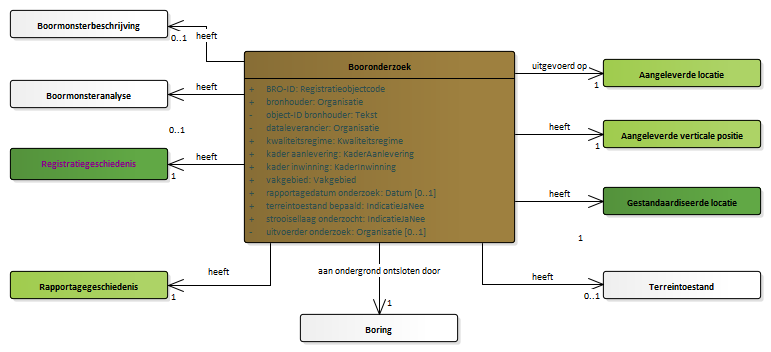 Boormonsterbeschrijving
0..1
heeft
Boormonsteranalyse
heeft
0..1
Registratiegeschiedenis
heeft
1
Rapportagegeschiedenis
heeft
1
Booronderzoek
+ BRO-ID: Registratieobjectcode
+ bronhouder: Organisatie
- object-ID bronhouder: Tekst
- dataleverancier: Organisatie
+ kwaliteitsregime: Kwaliteitsregime
+ kader aanlevering: KaderAanlevering
+ kader inwinning: KaderInwinning
+ vakgebied: Vakgebied
+ rapportagedatum onderzoek: Datum [0..1]
+ terreintoestand bepaald: IndicatieJaNee
+ strooisellaag onderzocht: IndicatieJaNee
- uitvoerder onderzoek: Organisatie [0..1]
aan ondergrond ontsloten door
1
Boring
uitgevoerd op
1
Aangeleverde locatie
heeft
1
Aangeleverde verticale positie
heeft
1
Gestandaardiseerde locatie
heeft
0..1
Terreintoestand